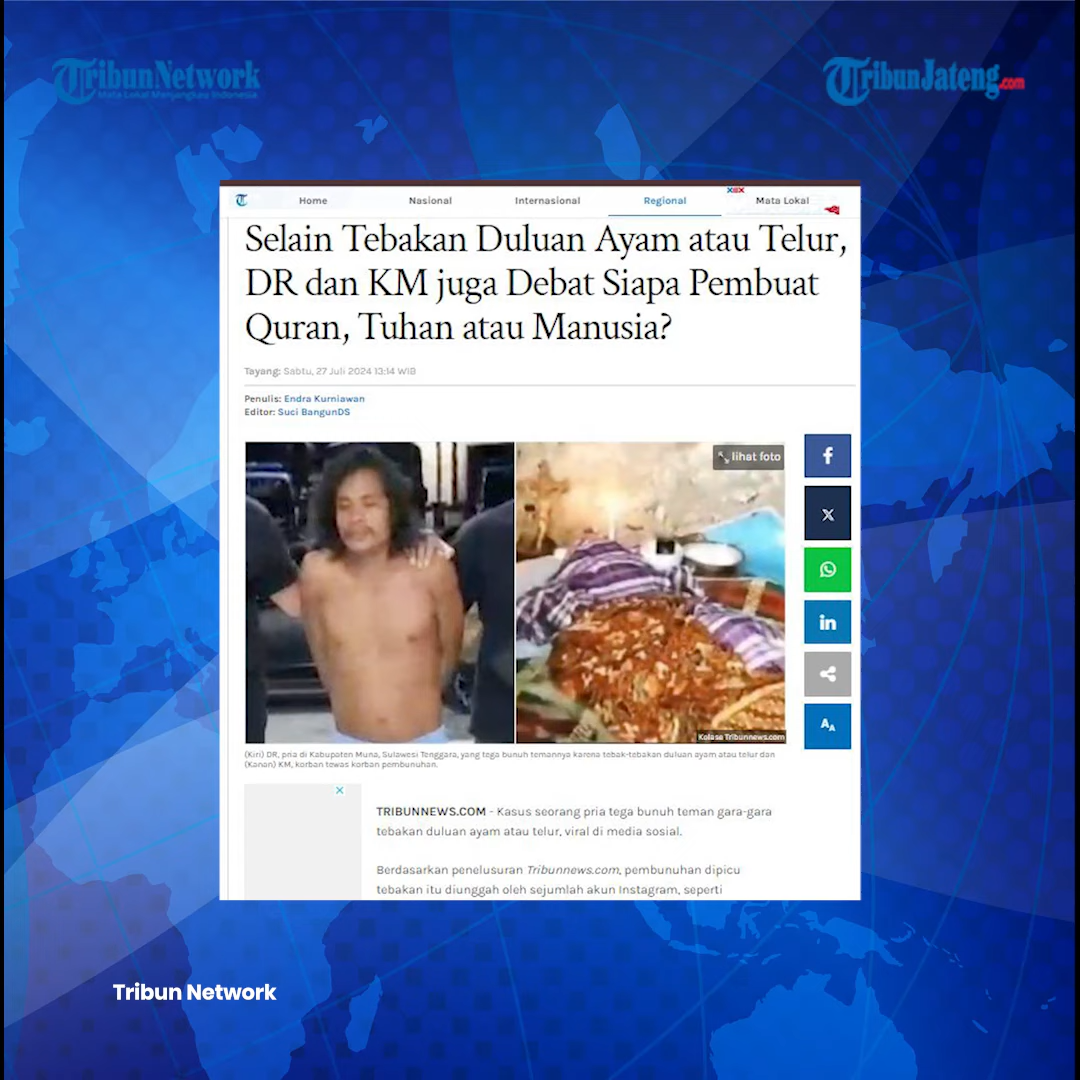 TribunNetwork
Mata Lokal Menjangkau Indonesia
TribunJateng.com
Home Nasional Internasional Regional Mata Lokal
Selain Tebakan Duluan Ayam atau Telur,
DR dan KM juga Debat Siapa Pembuat
Quran, Tuhan atau Manusia?
Tayang: Sabtu, 27 Juli 2024 13:14 WIB
Penulis: Endra Kurniawan
Editor: Suci BangunDS
lihat foto
Kolase Tribunnews.com
(Kiri) DR, pria di Kabupaten Muna, Sulawesi Tenggara, yang tega bunuh temannya karena tebak-tebakan duluan ayam atau telur dan
(Kanan) KM, korban tewas korban pembunuhan.
TRIBUNNEWS.COM - Kasus seorang pria tega bunuh teman gara-gara
tebakan duluan ayam atau telur, viral di media sosial.
Berdasarkan penelusuran Tribunnews.com, pembunuhan dipicu
tebakan itu diunggah oleh sejumlah akun Instagram, seperti
Tribun Network